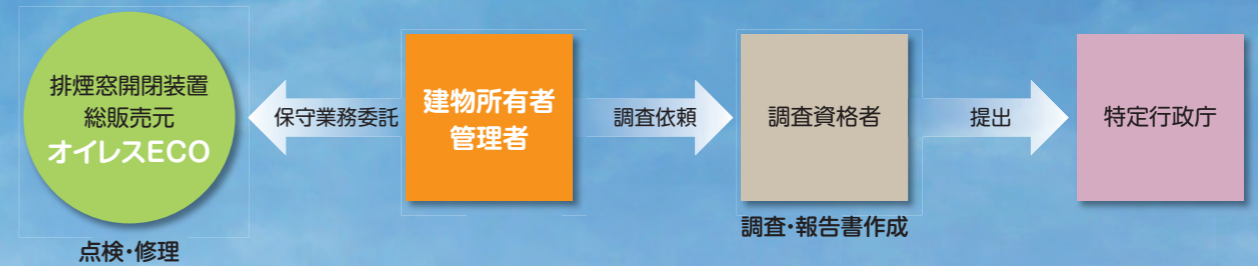 排煙窓開閉装置
総販売元
オイレスECO
点検・修理
保守業務委託
建物所有者
管理者
調査依頼
調査資格者
調査・報告書作成
提出
特定行政庁